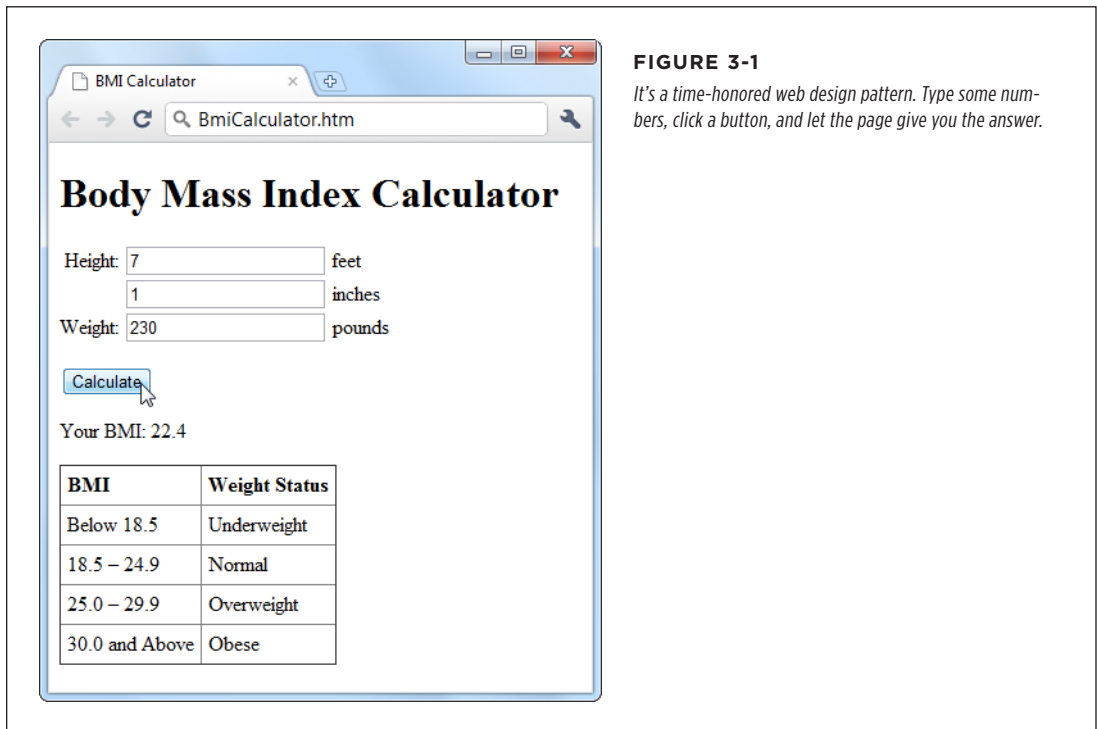 BMI Calculator
BmiCalculator.htm
Body Mass Index Calculator
Height: 7 feet
1 inches
Weight: 230 pounds
Calculate
Your BMI: 22.4
BMI Weight Status
Below 18.5 Underweight
18.5 – 24.9 Normal
25.0 – 29.9 Overweight
30.0 and Above Obese
FIGURE 3-1
It's a time-honored web design pattern. Type some num-
bers, click a button, and let the page give you the answer.